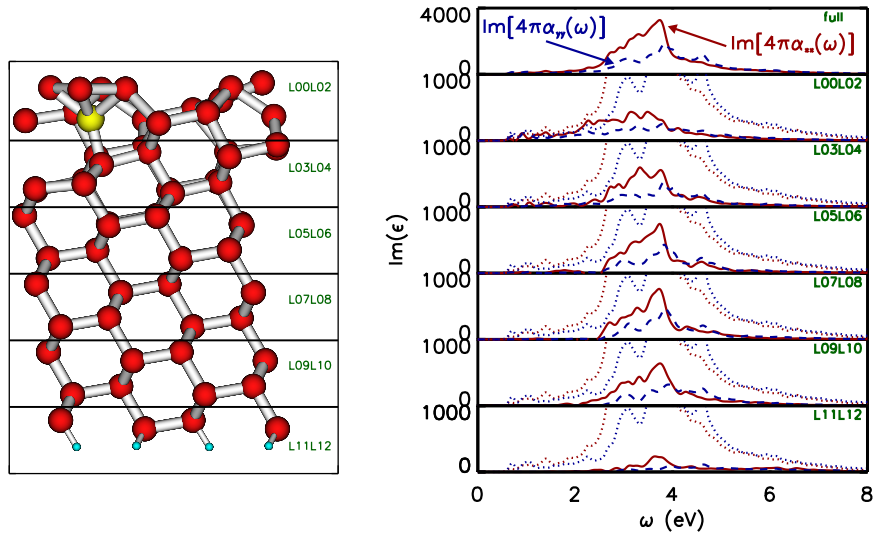 L00L02
L03L04
L05L06
L07L08
L09L10
L11L12
4000
0
full
Im[4πα_yy(ω)]
Im[4πα_xx(ω)]
1000
0
L00L02
1000
0
L03L04
1000
0
L05L06
1000
0
L07L08
1000
0
L09L10
1000
0
L11L12
Im(ϵ)
0 2 4 6 8
ω (eV)